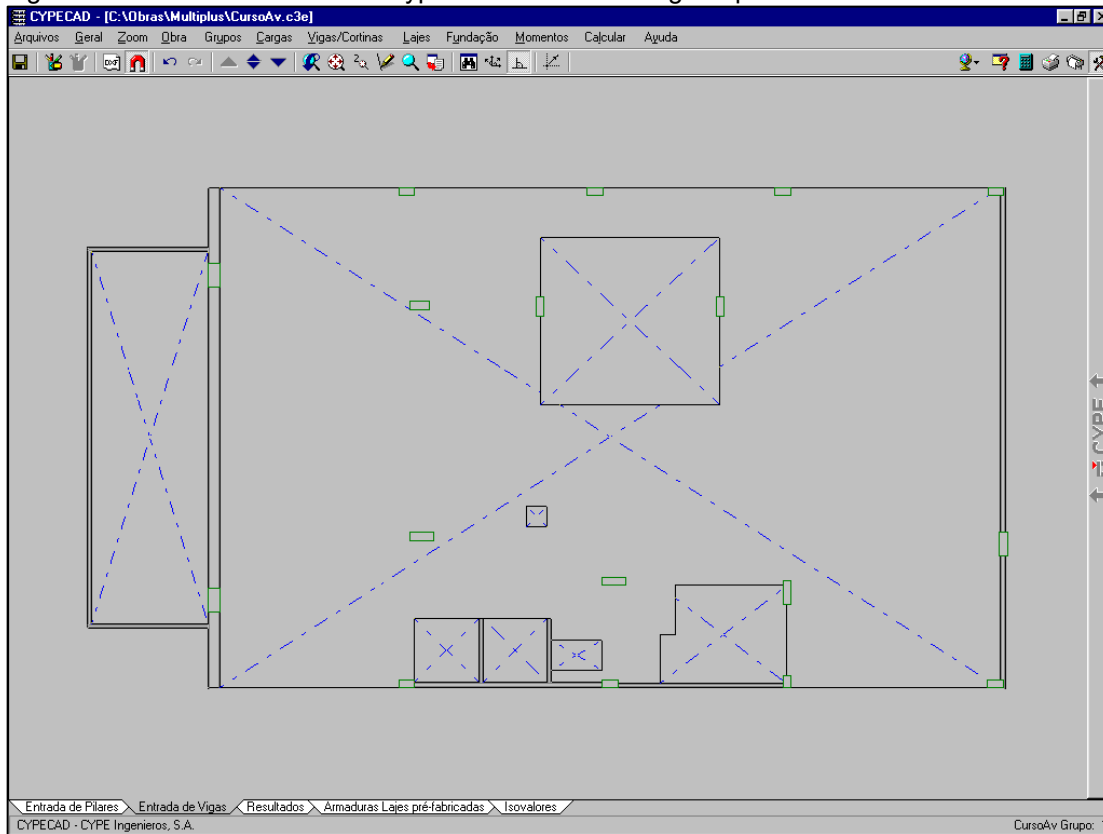 CYPECAD - [C:\Obras\Multiplus\CursoAv.c3e]
Arquivos Geral Zoom Obra Grupos Cargas Vigas/Cortinas Lajes Fundação Momentos Calcular Ayuda
DXF
CYPE
Entrada de Pilares Entrada de Vigas Resultados Armaduras Lajes pré-fabricadas Isovalores
CYPECAD - CYPE Ingenieros, S.A. CursoAv Grupo: